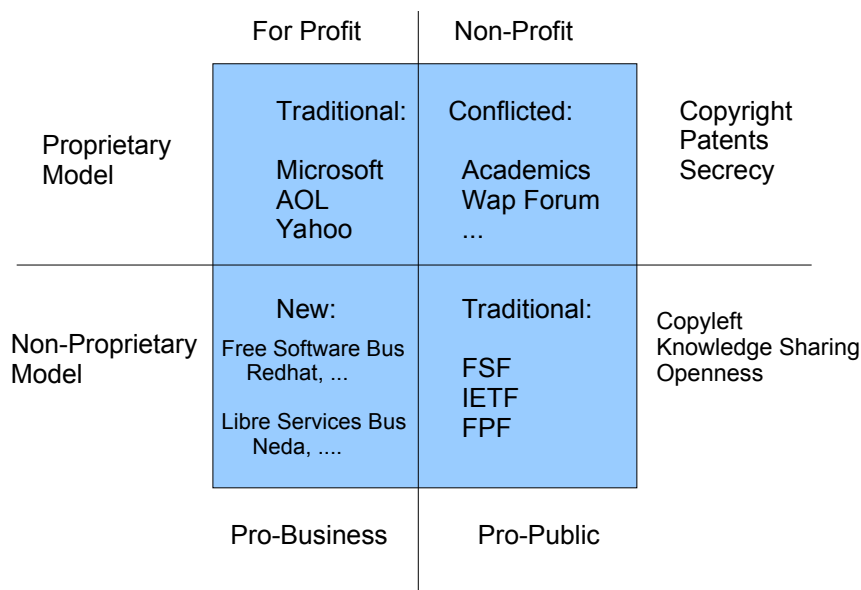 For Profit
Non-Profit
Proprietary
Model
Traditional:
Microsoft
AOL
Yahoo
Conflicted:
Academics
Wap Forum
...
Copyright
Patents
Secrecy
Non-Proprietary
Model
New:
Free Software Bus
Redhat, ...
Libre Services Bus
Neda, ....
Traditional:
FSF
IETF
FPF
Copyleft
Knowledge Sharing
Openness
Pro-Business
Pro-Public